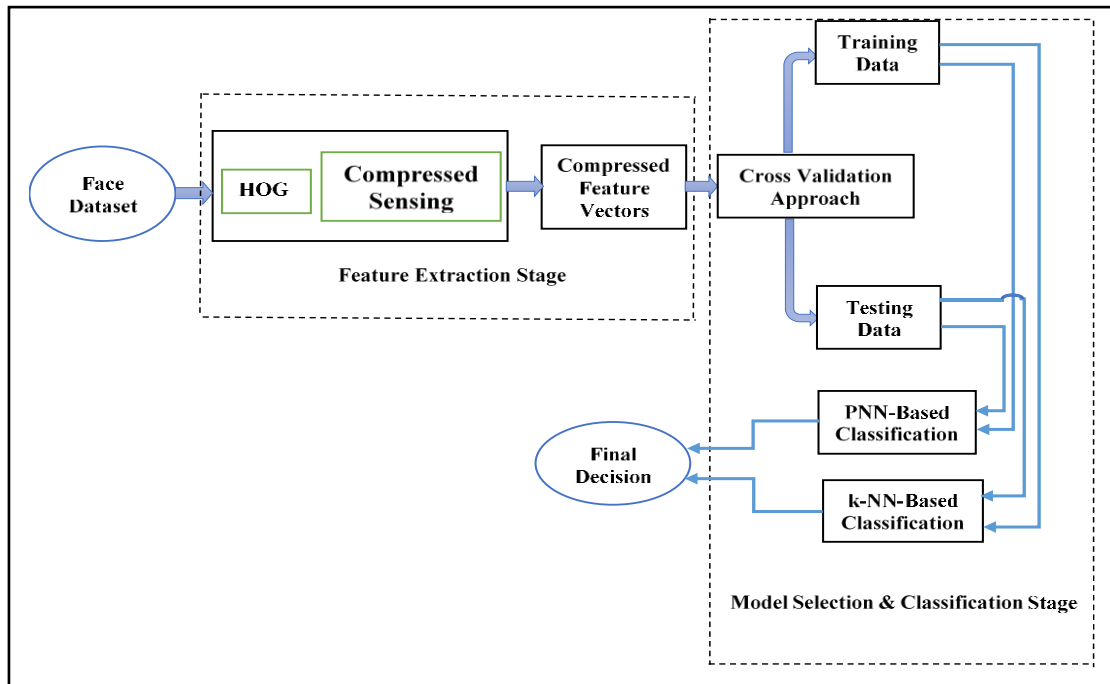 Face
Dataset
HOG
Compressed
Sensing
Feature Extraction Stage
Compressed
Feature
Vectors
Cross Validation
Approach
Training
Data
Testing
Data
PNN-Based
Classification
k-NN-Based
Classification
Final
Decision
Model Selection & Classification Stage